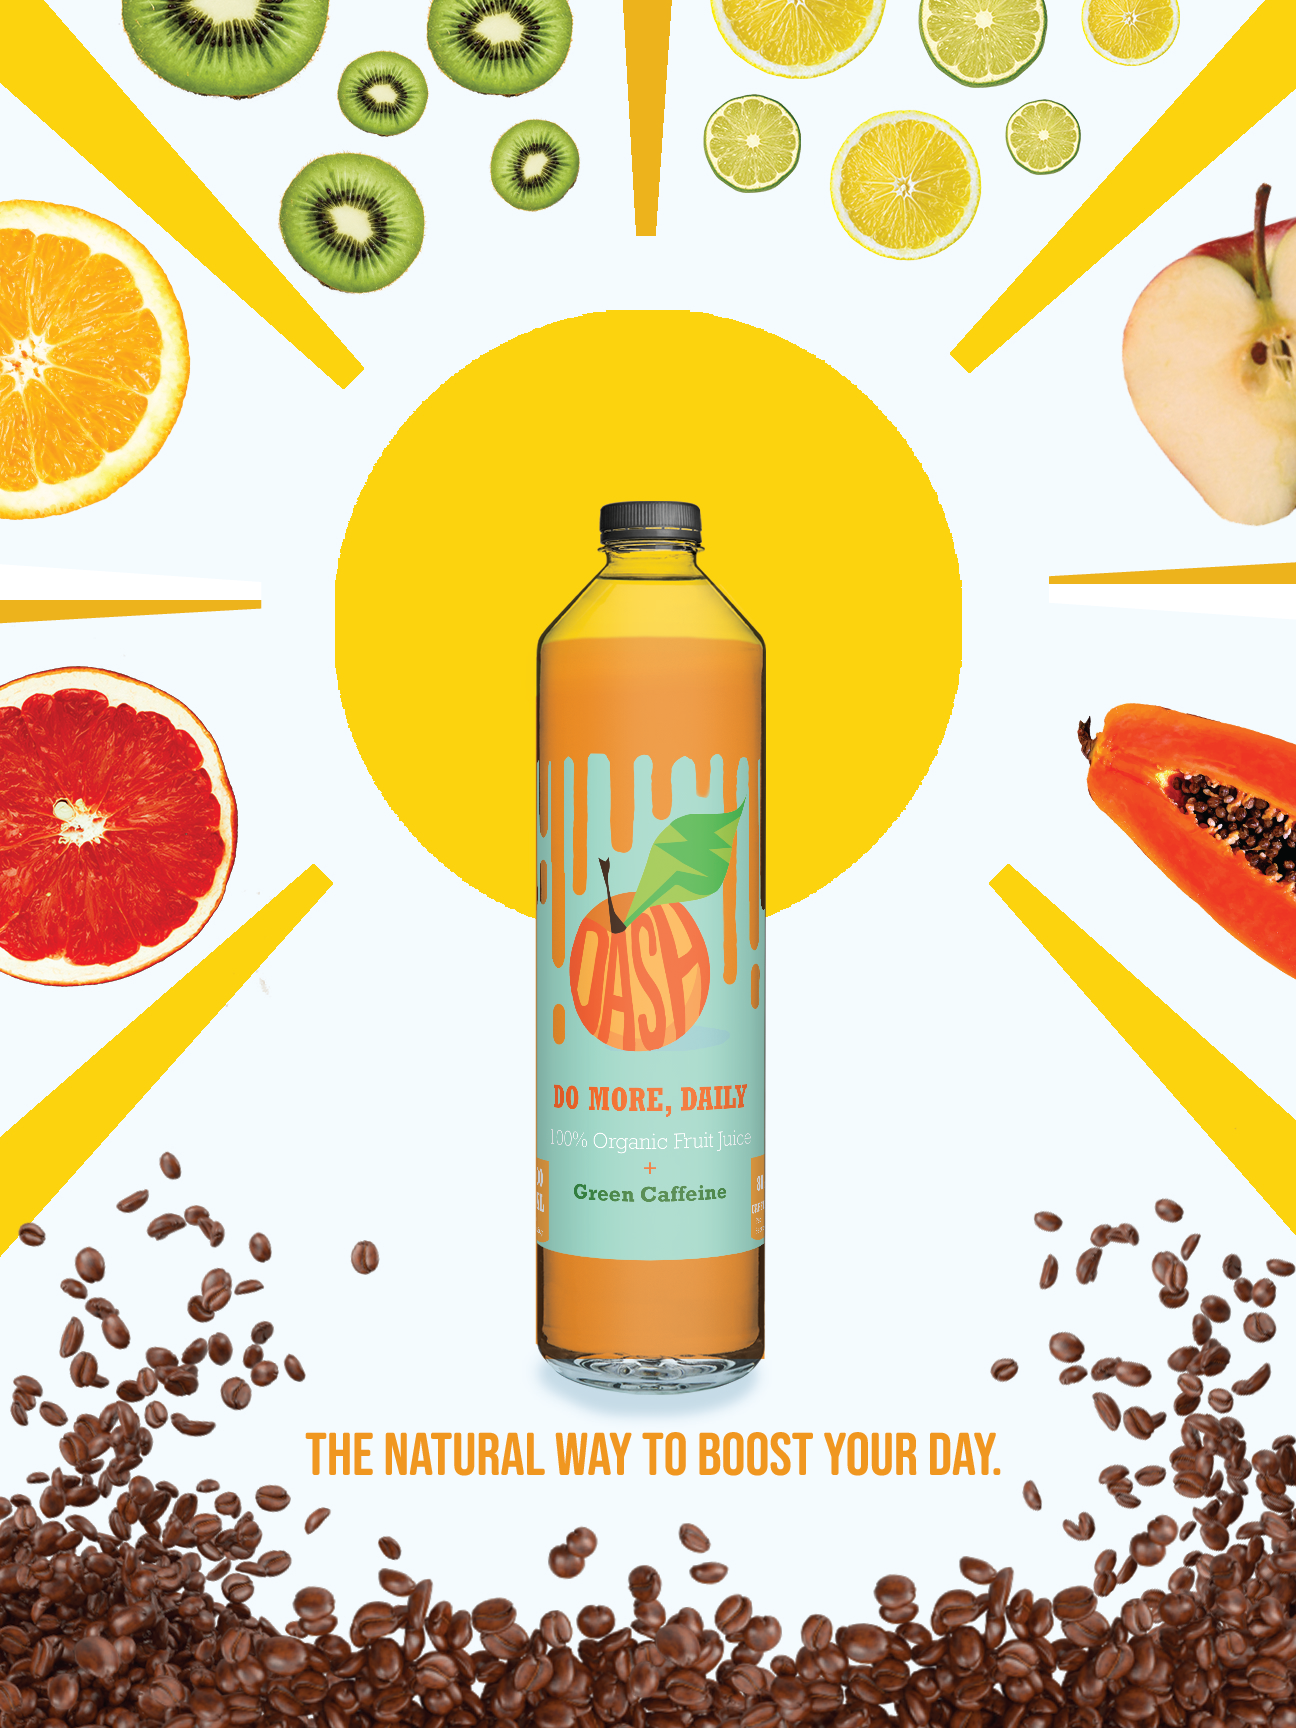 DASH
DO MORE, DAILY
100% Organic Fruit Juice
+
Green Caffeine
THE NATURAL WAY TO BOOST YOUR DAY.